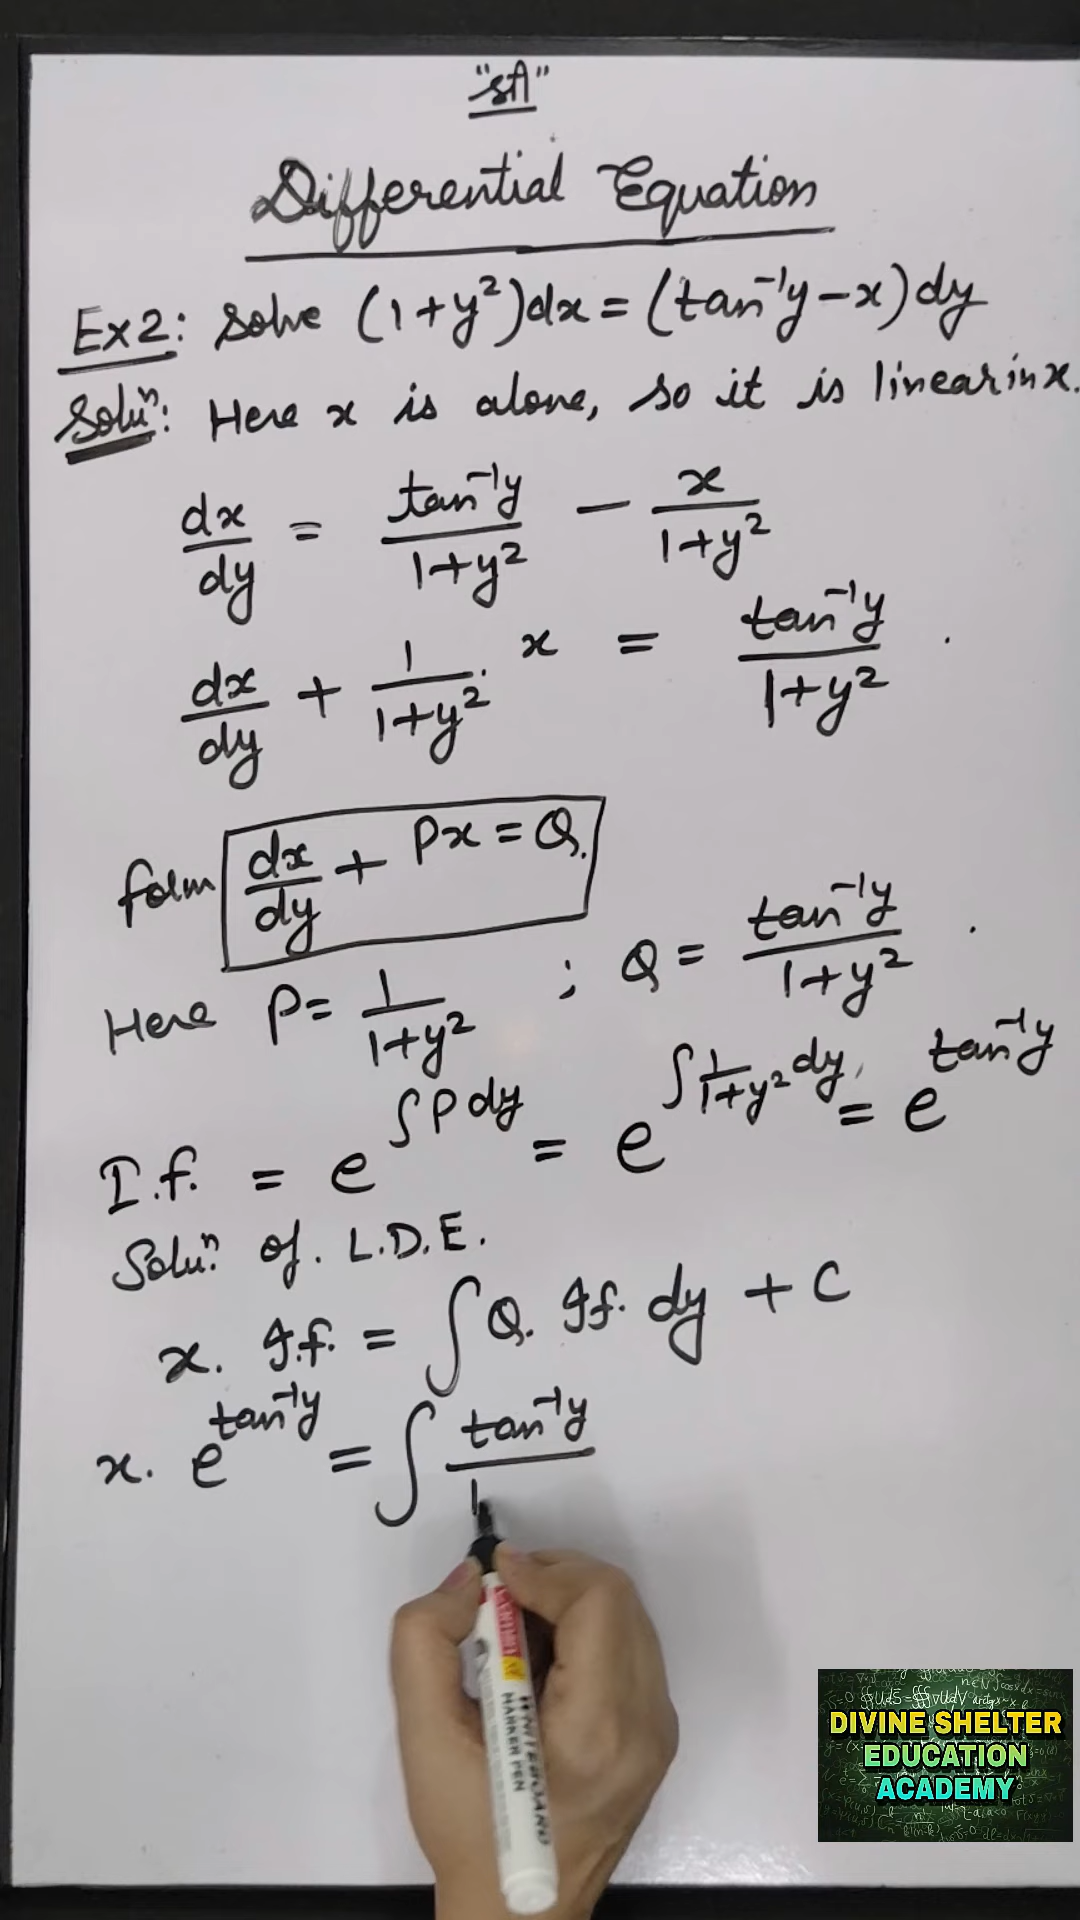 "श्री"
Differential Equation
Ex2: Solve (1+y²)dx = (tan⁻¹y-x)dy
Soluⁿ: Here x is alone, so it is linear in x.
dx/dy = tan⁻¹y/1+y² - x/1+y²
dx/dy + 1/1+y² . x = tan⁻¹y/1+y² .
form dx/dy + Px = Q.
Here P = 1/1+y² ; Q = tan⁻¹y/1+y² .
I.f. = e^∫P dy = e^∫1/1+y² dy = e^tan⁻¹y
Soluⁿ. of. L.D.E.
x. I.f. = ∫Q. If. dy + C
x. e^tan⁻¹y = ∫ tan⁻¹y/1
DIVINE SHELTER
EDUCATION
ACADEMY